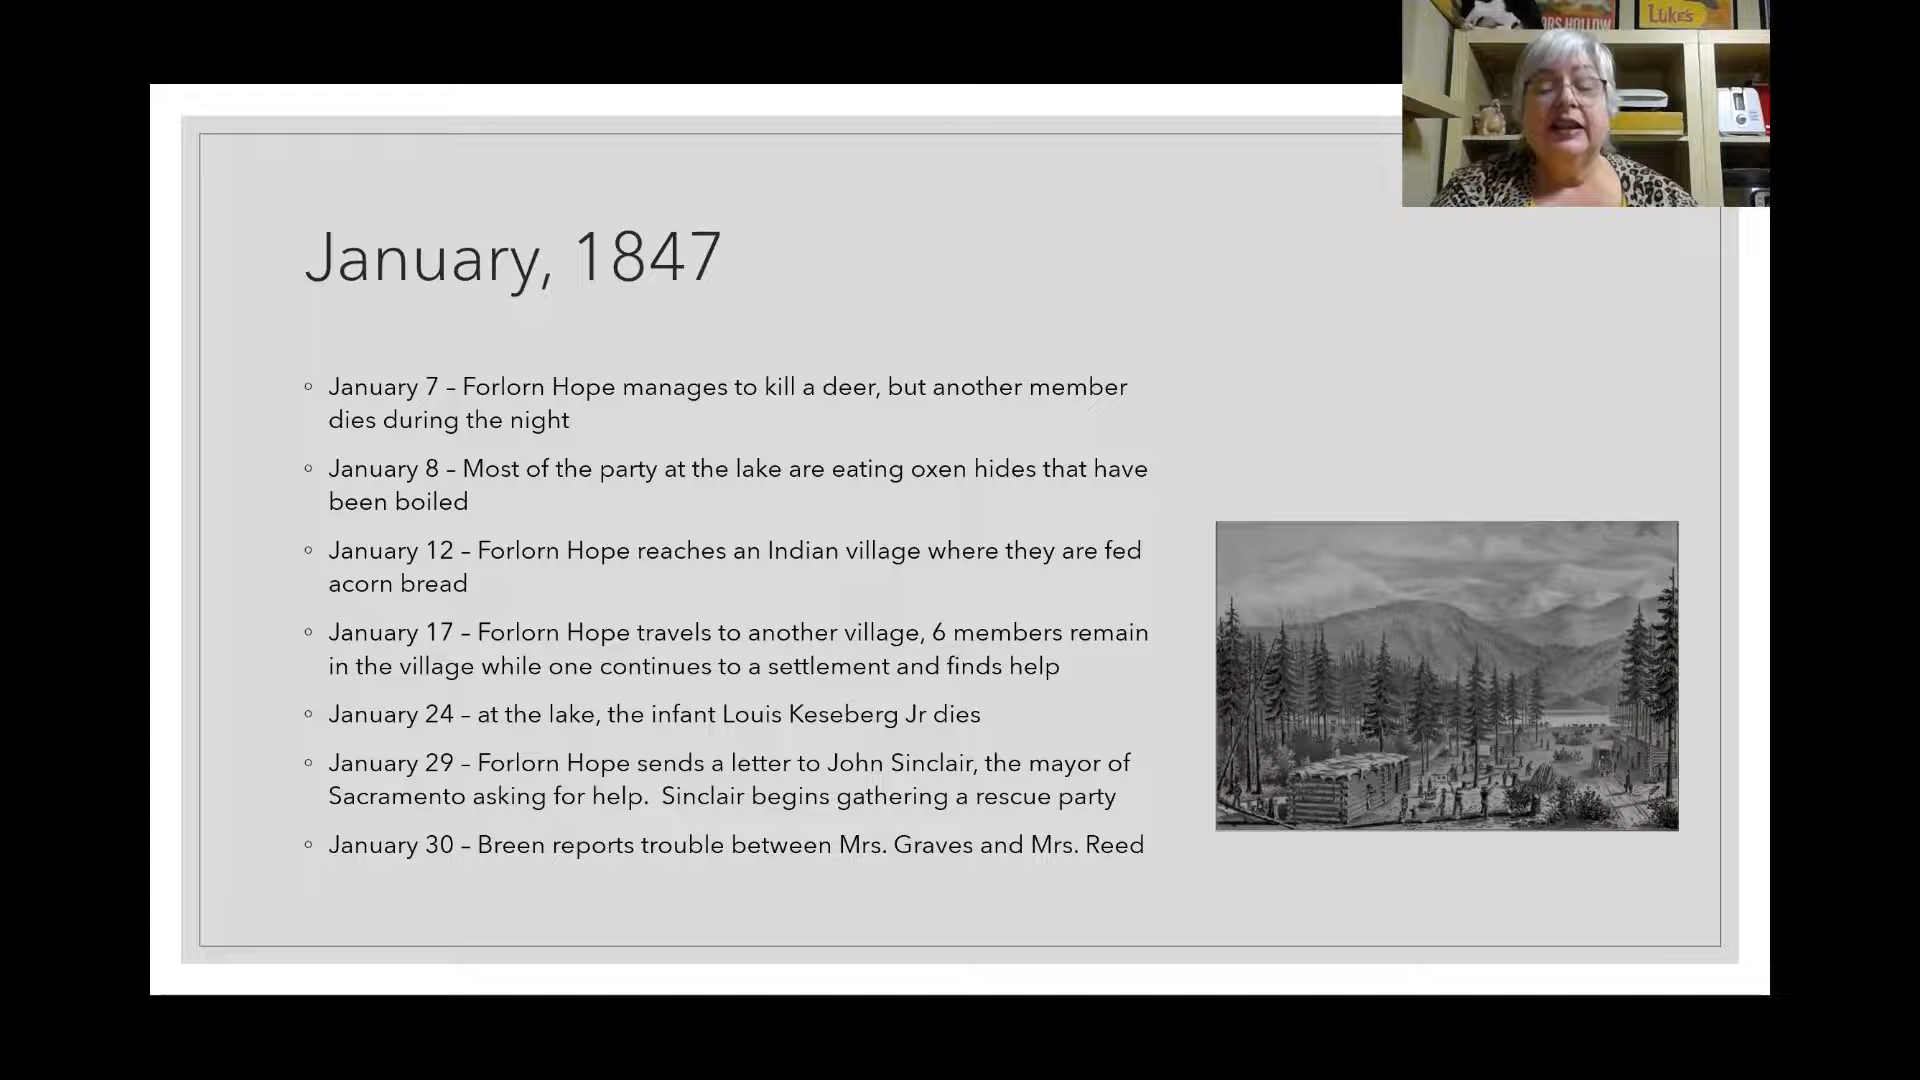 RS HOLLOW
Luke's
January, 1847
◦ January 7 – Forlorn Hope manages to kill a deer, but another member
dies during the night
◦ January 8 – Most of the party at the lake are eating oxen hides that have
been boiled
◦ January 12 – Forlorn Hope reaches an Indian village where they are fed
acorn bread
◦ January 17 – Forlorn Hope travels to another village, 6 members remain
in the village while one continues to a settlement and finds help
◦ January 24 – at the lake, the infant Louis Keseberg Jr dies
◦ January 29 – Forlorn Hope sends a letter to John Sinclair, the mayor of
Sacramento asking for help.  Sinclair begins gathering a rescue party
◦ January 30 – Breen reports trouble between Mrs. Graves and Mrs. Reed